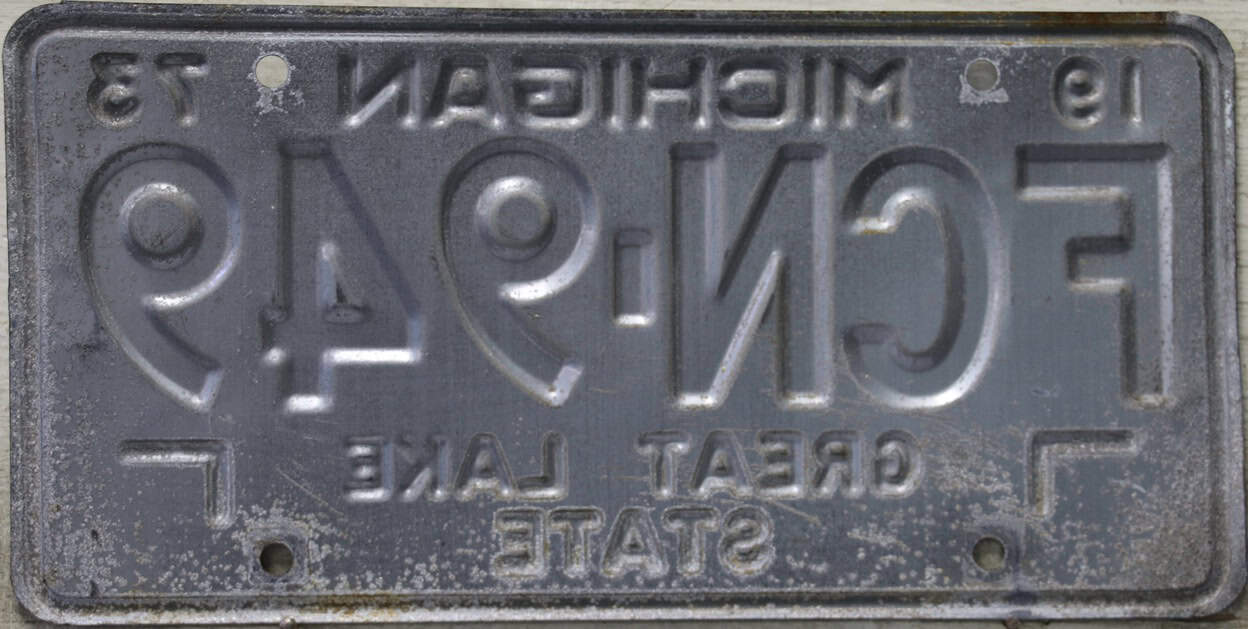 19 MICHIGAN 73
FCN·949
GREAT LAKE
STATE